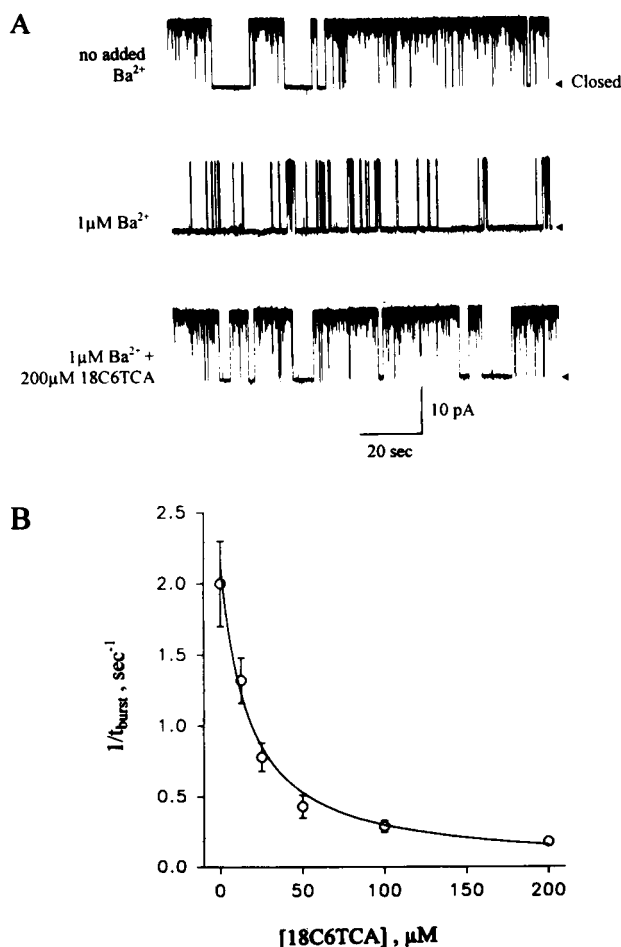 A
no added
Ba²⁺
Closed
1μM Ba²⁺
1μM Ba²⁺ +
200μM 18C6TCA
10 pA
20 sec
B
2.5
2.0
1.5
1.0
0.5
0.0
1/t_burst , sec⁻¹
0
50
100
150
200
[18C6TCA] , μM